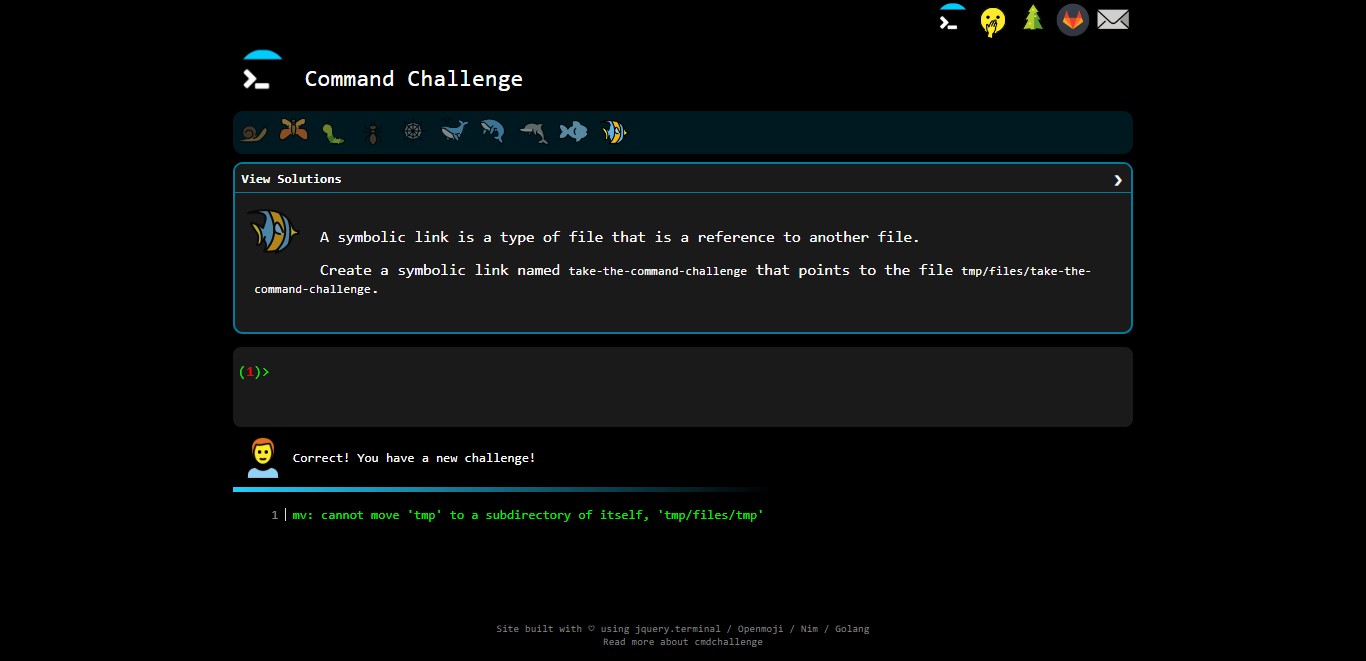 Command Challenge
View Solutions
A symbolic link is a type of file that is a reference to another file.
Create a symbolic link named take-the-command-challenge that points to the file tmp/files/take-the-
command-challenge.
(1)>
Correct! You have a new challenge!
1 mv: cannot move 'tmp' to a subdirectory of itself, 'tmp/files/tmp'
Site built with ♡ using jquery.terminal / Openmoji / Nim / Golang
Read more about cmdchallenge